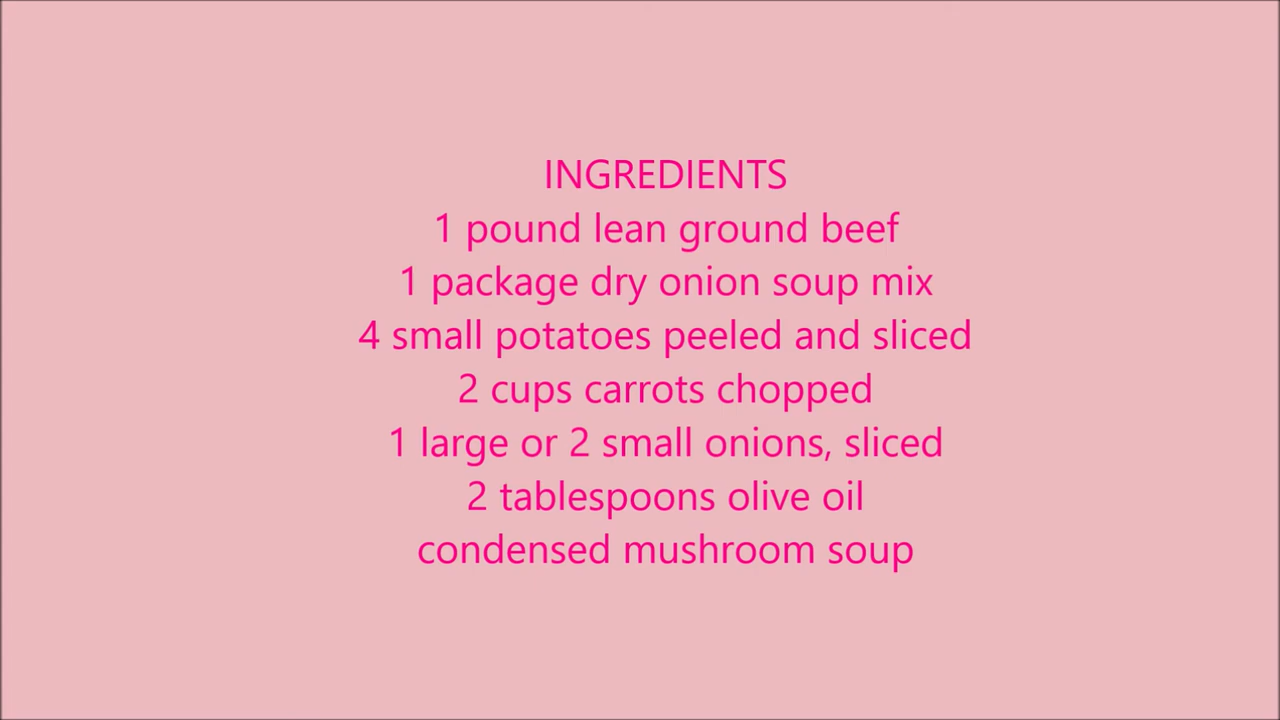 INGREDIENTS
1 pound lean ground beef
1 package dry onion soup mix
4 small potatoes peeled and sliced
2 cups carrots chopped
1 large or 2 small onions, sliced
2 tablespoons olive oil
condensed mushroom soup